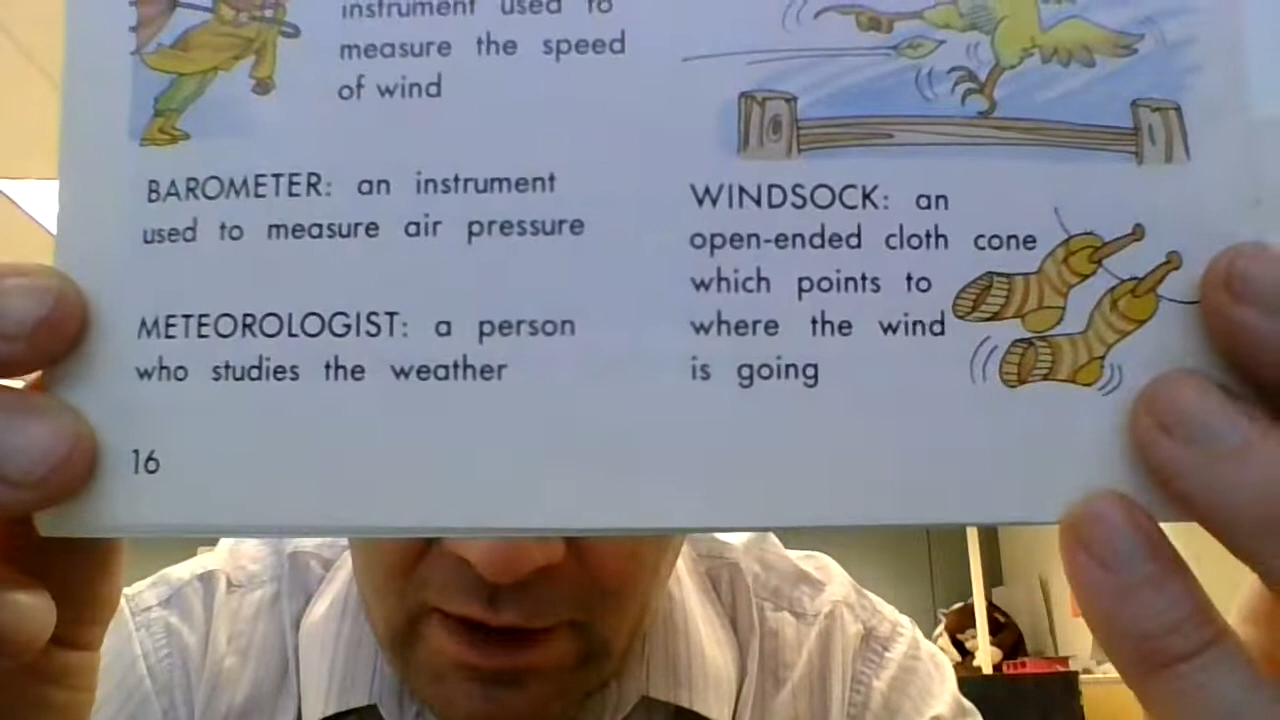 instrument used to
measure the speed
of wind
BAROMETER: an instrument
used to measure air pressure
METEOROLOGIST: a person
who studies the weather
16
WINDSOCK: an
open-ended cloth cone
which points to
where the wind
is going